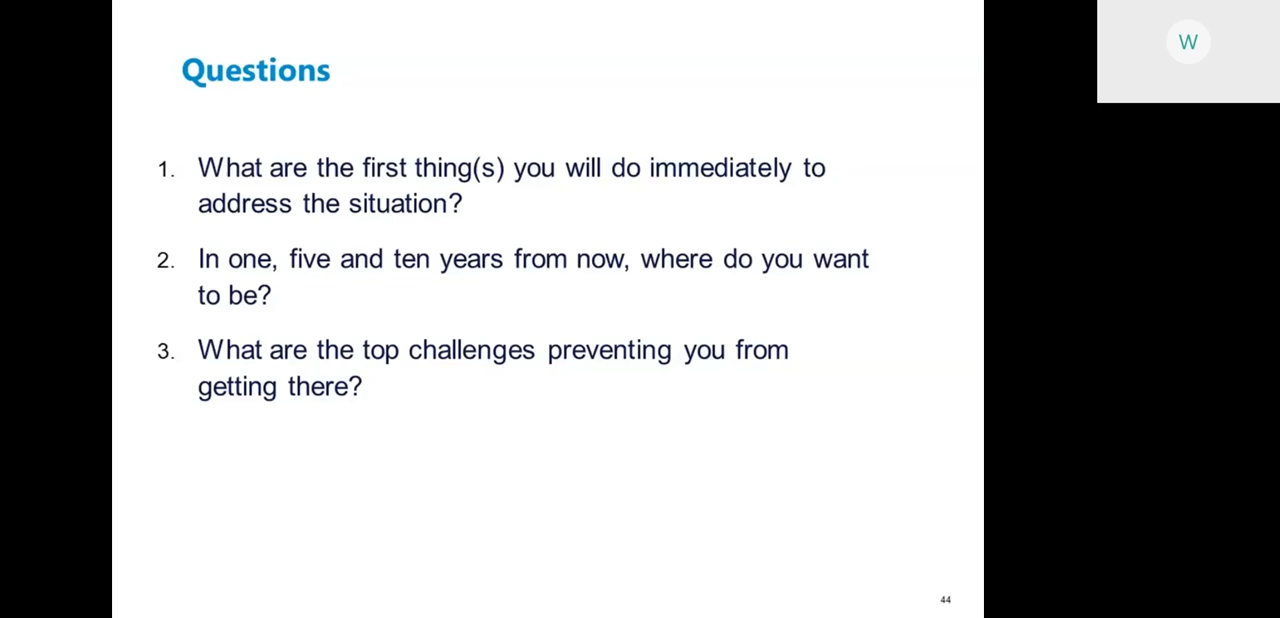 Questions
1. What are the first thing(s) you will do immediately to
address the situation?
2. In one, five and ten years from now, where do you want
to be?
3. What are the top challenges preventing you from
getting there?
44
W